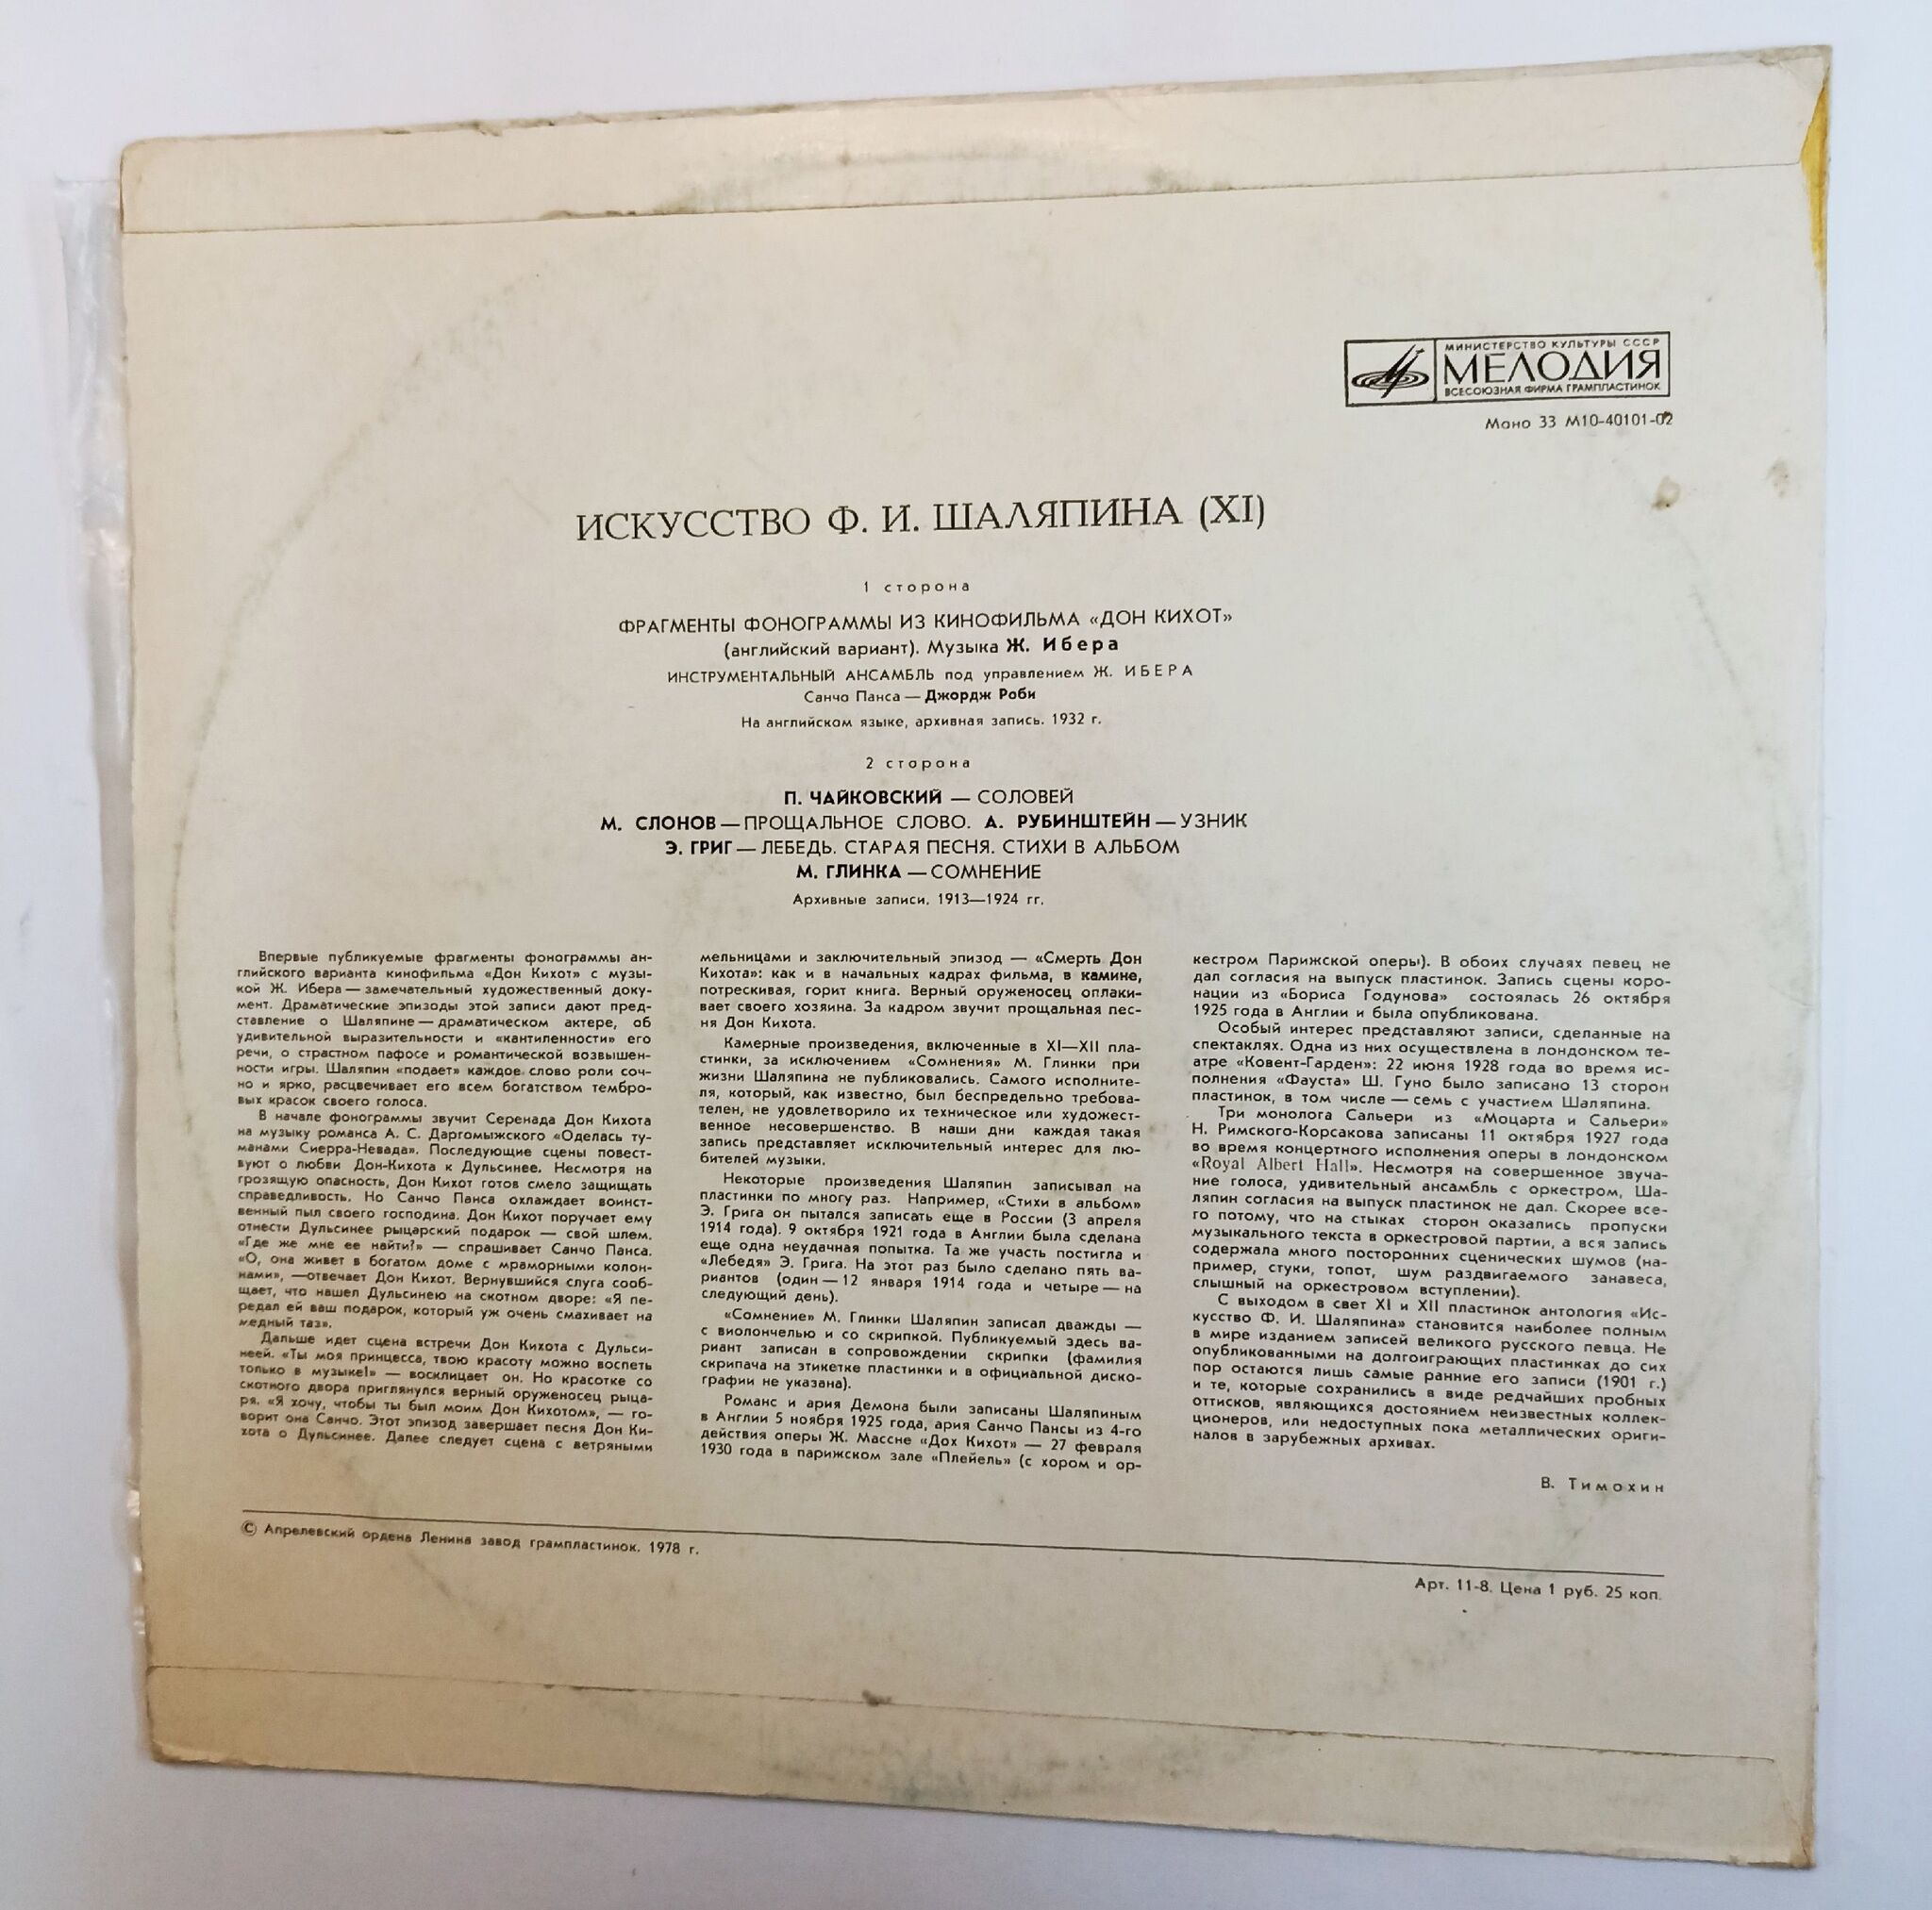 МИНИСТЕРСТВО КУЛЬТУРЫ СССР
МЕЛОДИЯ
ВСЕСОЮЗНАЯ ФИРМА ГРАМПЛАСТИНОК
Моно 33 М10-40101-02
ИСКУССТВО Ф. И. ШАЛЯПИНА (XI)
1 сторона
ФРАГМЕНТЫ ФОНОГРАММЫ ИЗ КИНОФИЛЬМА «ДОН КИХОТ»
(английский вариант). Музыка Ж. Ибера
ИНСТРУМЕНТАЛЬНЫЙ АНСАМБЛЬ под управлением Ж. ИБЕРА
Санчо Панса — Джордж Роби
На английском языке, архивная запись. 1932 г.
2 сторона
П. ЧАЙКОВСКИЙ — СОЛОВЕЙ
М. СЛОНОВ — ПРОЩАЛЬНОЕ СЛОВО. А. РУБИНШТЕЙН — УЗНИК
Э. ГРИГ — ЛЕБЕДЬ. СТАРАЯ ПЕСНЯ. СТИХИ В АЛЬБОМ
М. ГЛИНКА — СОМНЕНИЕ
Архивные записи. 1913—1924 гг.
Впервые публикуемые фрагменты фонограммы ан-
глийского варианта кинофильма «Дон Кихот» с музы-
кой Ж. Ибера — замечательный художественный доку-
мент. Драматические эпизоды этой записи дают пред-
ставление о Шаляпине — драматическом актере, об
удивительной выразительности и «кантиленности» его
речи, о страстном пафосе и романтической возвышен-
ности игры. Шаляпин «подает» каждое слово роли соч-
но и ярко, расцвечивает его всем богатством тембро-
вых красок своего голоса.
В начале фонограммы звучит Серенада Дон Кихота
на музыку романса А. С. Даргомыжского «Оделась ту-
манами Сиерра-Невада». Последующие сцены повест-
вуют о любви Дон-Кихота к Дульсинее. Несмотря на
грозящую опасность, Дон Кихот готов смело защищать
справедливость. Но Санчо Панса охлаждает воинст-
венный пыл своего господина. Дон Кихот поручает ему
отнести Дульсинее рыцарский подарок — свой шлем.
«Где же мне ее найти?» — спрашивает Санчо Панса.
«О, она живет в богатом доме с мраморными колон-
нами», —отвечает Дон Кихот. Вернувшийся слуга сооб-
щает, что нашел Дульсинею на скотном дворе: «Я пе-
редал ей ваш подарок, который уж очень смахивает на
медный таз».
Дальше идет сцена встречи Дон Кихота с Дульси-
неей. «Ты моя принцесса, твою красоту можно воспеть
только в музыке!» — восклицает он. Но красотке со
скотного двора приглянулся верный оруженосец рыца-
ря. «Я хочу, чтобы ты был моим Дон Кихотом», — го-
ворит она Санчо. Этот эпизод завершает песня Дон Ки-
хота о Дульсинее. Далее следует сцена с ветряными
мельницами и заключительный эпизод — «Смерть Дон
Кихота»: как и в начальных кадрах фильма, в камине,
потрескивая, горит книга. Верный оруженосец оплаки-
вает своего хозяина. За кадром звучит прощальная пес-
ня Дон Кихота.
Камерные произведения, включенные в XI—XII пла-
стинки, за исключением «Сомнения» М. Глинки при
жизни Шаляпина не публиковались. Самого исполните-
ля, который, как известно, был беспредельно требова-
телен, не удовлетворило их техническое или художест-
венное несовершенство. В наши дни каждая такая
запись представляет исключительный интерес для лю-
бителей музыки.
Некоторые произведения Шаляпин записывал на
пластинки по многу раз. Например, «Стихи в альбом»
Э. Грига он пытался записать еще в России (3 апреля
1914 года). 9 октября 1921 года в Англии была сделана
еще одна неудачная попытка. Та же участь постигла и
«Лебедя» Э. Грига. На этот раз было сделано пять ва-
риантов (один — 12 января 1914 года и четыре — на
следующий день).
«Сомнение» М. Глинки Шаляпин записал дважды —
с виолончелью и со скрипкой. Публикуемый здесь ва-
риант записан в сопровождении скрипки (фамилия
скрипача на этикетке пластинки и в официальной диско-
графии не указана).
Романс и ария Демона были записаны Шаляпиным
в Англии 5 ноября 1925 года, ария Санчо Пансы из 4-го
действия оперы Ж. Массне «Дох Кихот» — 27 февраля
1930 года в парижском зале «Плейель» (с хором и ор-
кестром Парижской оперы). В обоих случаях певец не
дал согласия на выпуск пластинок. Запись сцены коро-
нации из «Бориса Годунова» состоялась 26 октября
1925 года в Англии и была опубликована.
Особый интерес представляют записи, сделанные на
спектаклях. Одна из них осуществлена в лондонском те-
атре «Ковент-Гарден»: 22 июня 1928 года во время ис-
полнения «Фауста» Ш. Гуно было записано 13 сторон
пластинок, в том числе — семь с участием Шаляпина.
Три монолога Сальери из «Моцарта и Сальери»
Н. Римского-Корсакова записаны 11 октября 1927 года
во время концертного исполнения оперы в лондонском
«Royal Albert Hall». Несмотря на совершенное звуча-
ние голоса, удивительный ансамбль с оркестром, Ша-
ляпин согласия на выпуск пластинок не дал. Скорее все-
го потому, что на стыках сторон оказались пропуски
музыкального текста в оркестровой партии, а вся запись
содержала много посторонних сценических шумов (на-
пример, стуки, топот, шум раздвигаемого занавеса,
слышный на оркестровом вступлении).
С выходом в свет XI и XII пластинок антология «Ис-
кусство Ф. И. Шаляпина» становится наиболее полным
в мире изданием записей великого русского певца. Не
опубликованными на долгоиграющих пластинках до сих
пор остаются лишь самые ранние его записи (1901 г.)
и те, которые сохранились в виде редчайших пробных
оттисков, являющихся достоянием неизвестных коллек-
ционеров, или недоступных пока металлических ориги-
налов в зарубежных архивах.
В. Тимохин
© Апрелевский ордена Ленина завод грампластинок. 1978 г.
Арт. 11-8. Цена 1 руб. 25 коп.